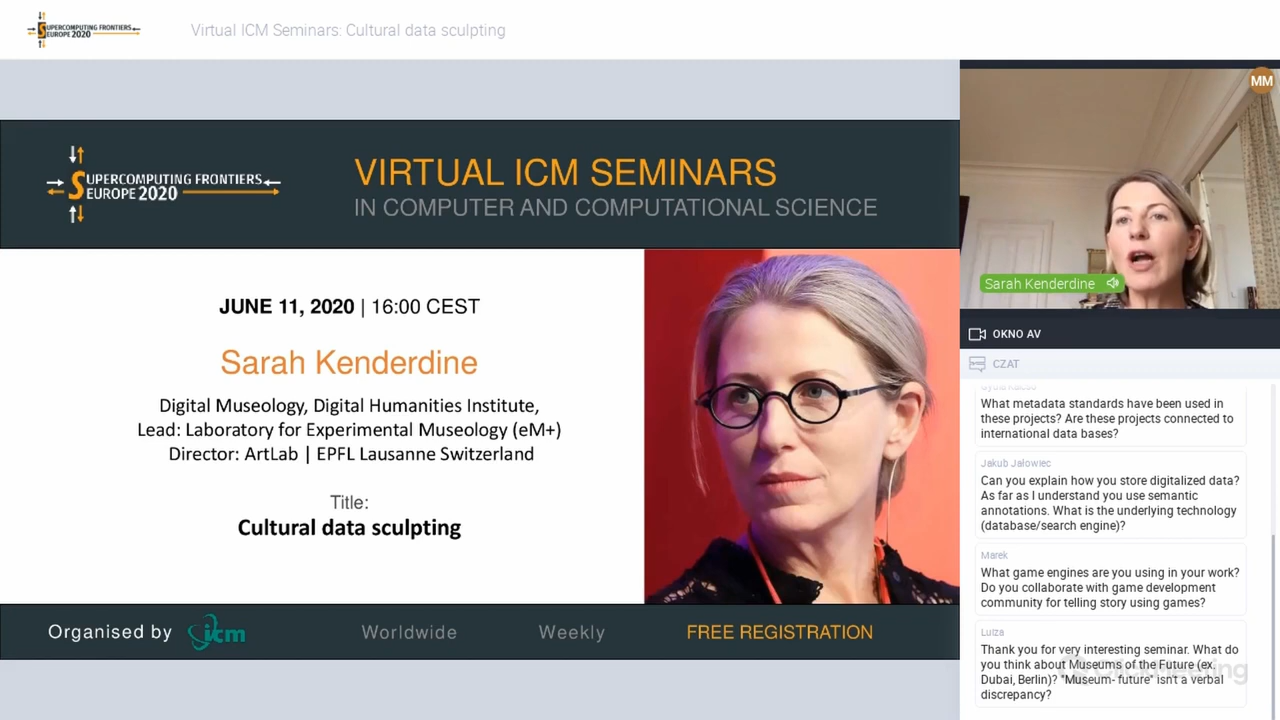 SUPERCOMPUTING FRONTIERS
EUROPE 2020
Virtual ICM Seminars: Cultural data sculpting
SUPERCOMPUTING FRONTIERS
EUROPE 2020
VIRTUAL ICM SEMINARS
IN COMPUTER AND COMPUTATIONAL SCIENCE
JUNE 11, 2020 | 16:00 CEST
Sarah Kenderdine
Digital Museology, Digital Humanities Institute,
Lead: Laboratory for Experimental Museology (eM+)
Director: ArtLab | EPFL Lausanne Switzerland
Title:
Cultural data sculpting
Organised by icm
Worldwide
Weekly
FREE REGISTRATION
MM
Sarah Kenderdine
OKNO AV
CZAT
What metadata standards have been used in
these projects? Are these projects connected to
international data bases?
Jakub Jałowiec
Can you explain how you store digitalized data?
As far as I understand you use semantic
annotations. What is the underlying technology
(database/search engine)?
Marek
What game engines are you using in your work?
Do you collaborate with game development
community for telling story using games?
Luiza
Thank you for very interesting seminar. What do
you think about Museums of the Future (ex.
Dubai, Berlin)? "Museum- future" isnt a verbal
discrepancy?